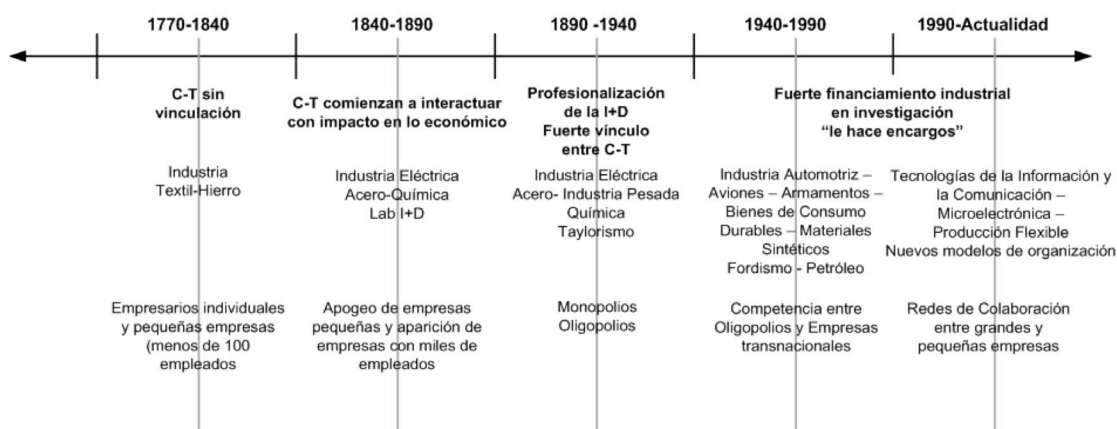 1770-1840
1840-1890
1890 -1940
1940-1990
1990-Actualidad
C-T sin
vinculación
C-T comienzan a interactuar
con impacto en lo económico
Profesionalización
de la I+D
Fuerte vínculo
entre C-T
Fuerte financiamiento industrial
en investigación
“le hace encargos”
Industria
Textil-Hierro
Industria Eléctrica
Acero-Química
Lab I+D
Industria Eléctrica
Acero- Industria Pesada
Química
Taylorismo
Industria Automotriz –
Aviones – Armamentos –
Bienes de Consumo
Durables – Materiales
Sintéticos
Fordismo - Petróleo
Tecnologías de la Información y
la Comunicación –
Microelectrónica –
Producción Flexible
Nuevos modelos de organización
Empresarios individuales
y pequeñas empresas
(menos de 100
empleados
Apogeo de empresas
pequeñas y aparición de
empresas con miles de
empleados
Monopolios
Oligopolios
Competencia entre
Oligopolios y Empresas
transnacionales
Redes de Colaboración
entre grandes y
pequeñas empresas